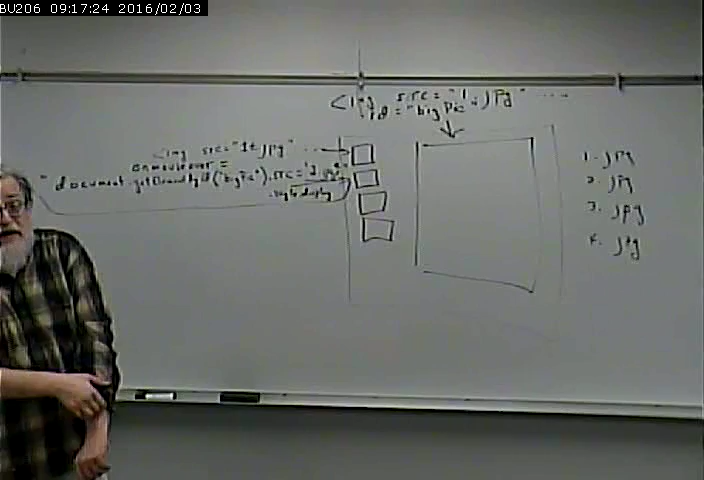 BU206 09:17:24 2016/02/03
<img src="1.jpg" ....
id="bigPic"
<img src="1t.jpg" ...
onmouseover=
"document.getElementById("bigPic").src='1.jpg'
1. jpg
2. jpg
3. jpg
4. jpg